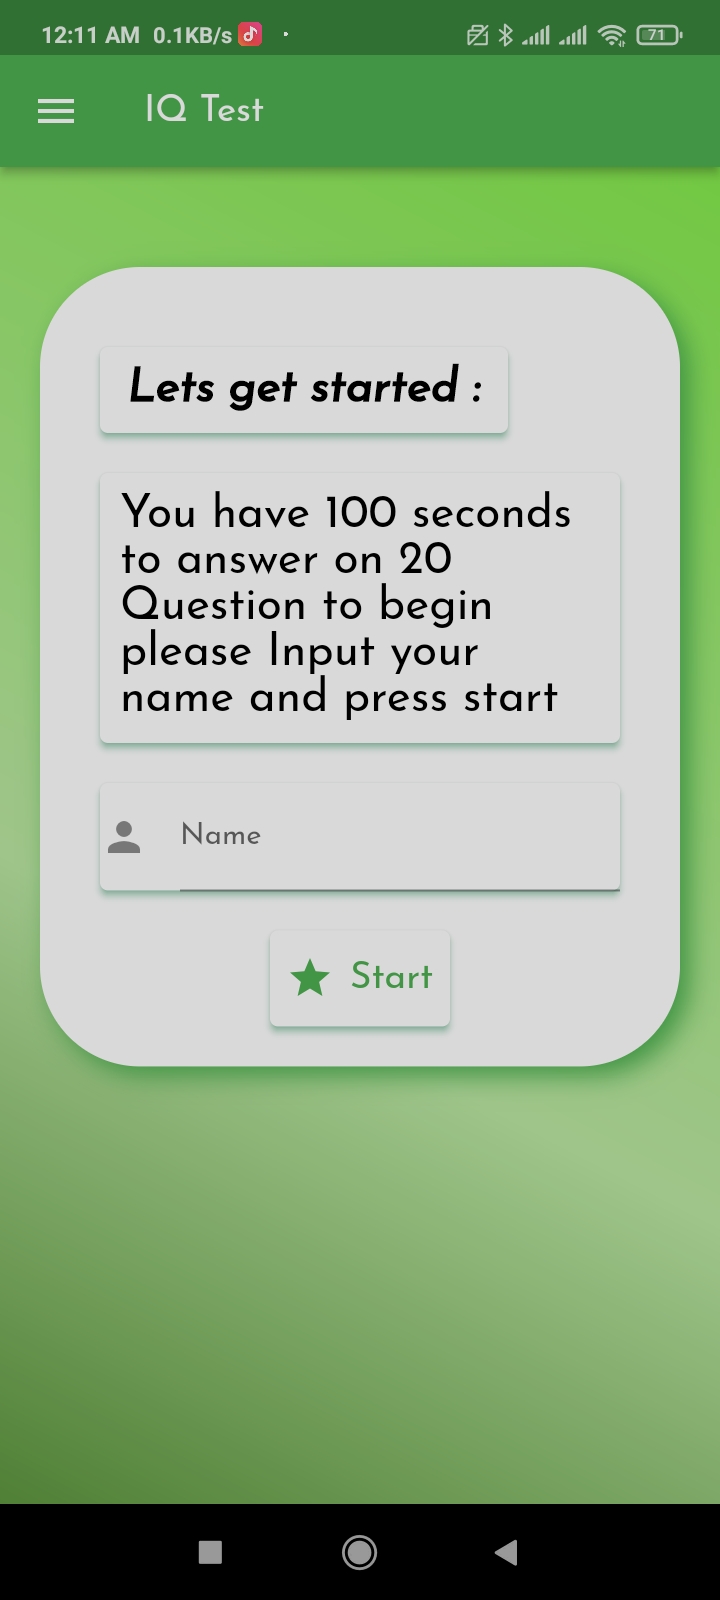 12:11 AM 0.1KB/s 71
IQ Test
Lets get started :
You have 100 seconds
to answer on 20
Question to begin
please Input your
name and press start
Name
Start